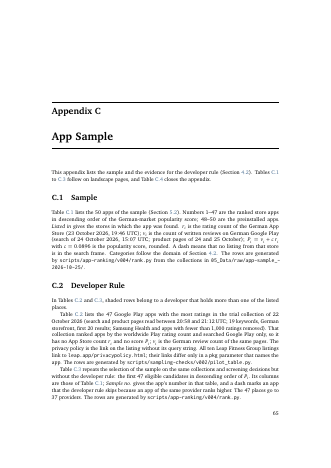 Appendix C
App Sample
This appendix lists the sample and the evidence for the developer rule (Section 4.2). Tables C.1
to C.3 follow on landscape pages, and Table C.4 closes the appendix.
C.1 Sample
Table C.1 lists the 50 apps of the sample (Section 5.2). Numbers 1–47 are the ranked store apps
in descending order of the German-market popularity score; 48–50 are the preinstalled apps.
Listed in gives the stores in which the app was found. rᵢ is the rating count of the German App
Store (23 October 2026, 19:46 UTC); vᵢ is the count of written reviews on German Google Play
(search of 24 October 2026, 15:07 UTC; product pages of 24 and 25 October); Pᵢ = vᵢ + c rᵢ
with c = 0.0896 is the popularity score, rounded. A dash means that no listing from that store
is in the search frame. Categories follow the domain of Section 4.2. The rows are generated
by scripts/app-ranking/v004/rank.py from the collections in 05_Data/raw/app-sample_-
2026-10-25/.
C.2 Developer Rule
In Tables C.2 and C.3, shaded rows belong to a developer that holds more than one of the listed
places.
Table C.2 lists the 47 Google Play apps with the most ratings in the trial collection of 22
October 2026 (search and product pages read between 20:58 and 21:12 UTC; 19 keywords, German
storefront, first 20 results; Samsung Health and apps with fewer than 1,000 ratings removed). That
collection ranked apps by the worldwide Play rating count and searched Google Play only, so it
has no App Store count rᵢ and no score Pᵢ; vᵢ is the German review count of the same pages. The
privacy policy is the link on the listing without its query string. All ten Leap Fitness Group listings
link to leap.app/privacypolicy.html; their links differ only in a pkg parameter that names the
app. The rows are generated by scripts/sampling-checks/v002/pilot_table.py.
Table C.3 repeats the selection of the sample on the same collections and screening decisions but
without the developer rule: the first 47 eligible candidates in descending order of Pᵢ. Its columns
are those of Table C.1; Sample no. gives the app's number in that table, and a dash marks an app
that the developer rule skips because an app of the same provider ranks higher. The 47 places go to
37 providers. The rows are generated by scripts/app-ranking/v004/rank.py.
65